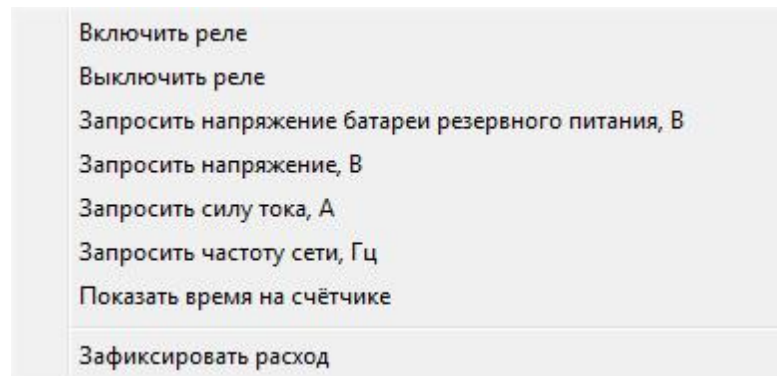 Включить реле
Выключить реле
Запросить напряжение батареи резервного питания, В
Запросить напряжение, В
Запросить силу тока, А
Запросить частоту сети, Гц
Показать время на счётчике
Зафиксировать расход